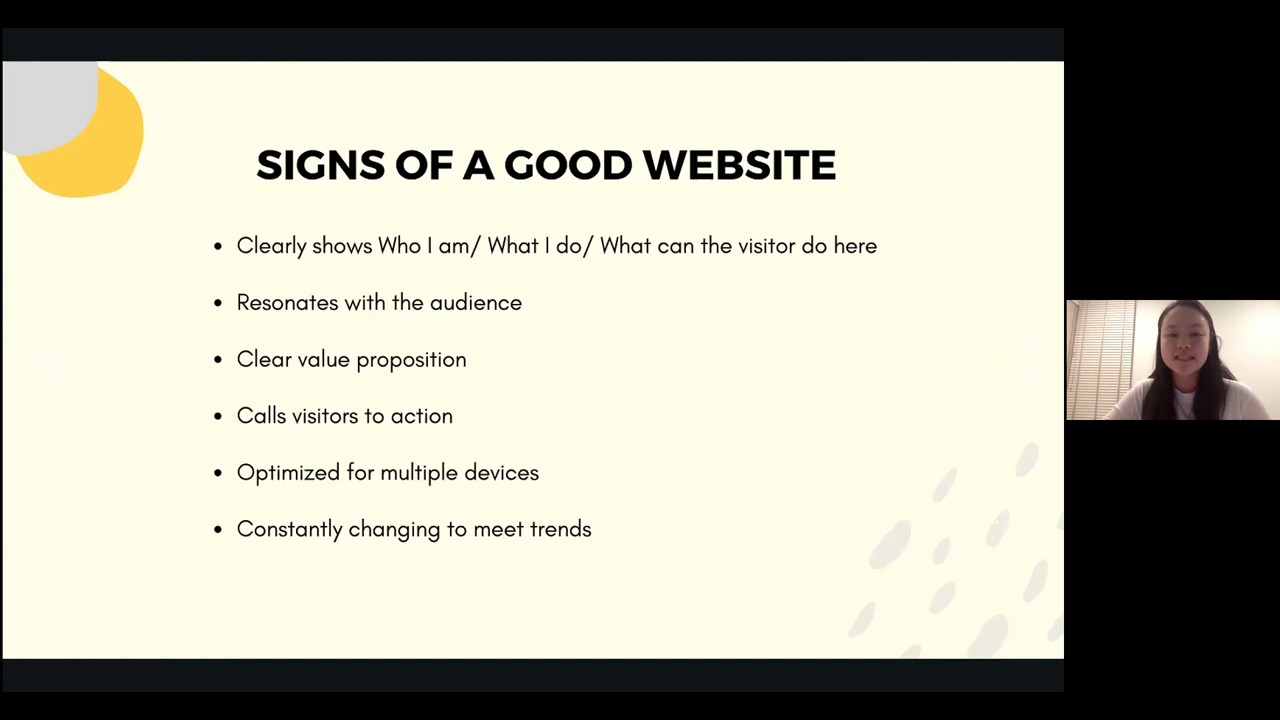 SIGNS OF A GOOD WEBSITE
Clearly shows Who I am/ What I do/ What can the visitor do here
Resonates with the audience
Clear value proposition
Calls visitors to action
Optimized for multiple devices
Constantly changing to meet trends